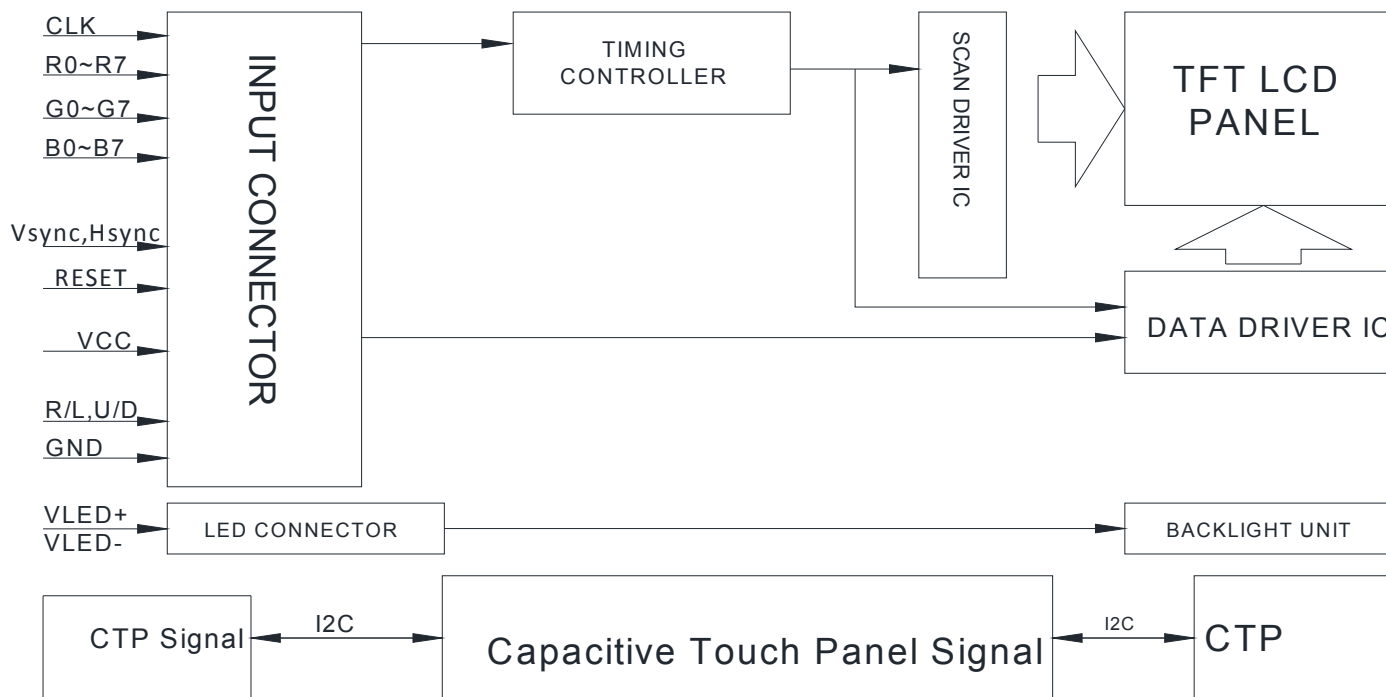 CLK
R0~R7
G0~G7
B0~B7
Vsync,Hsync
RESET
VCC
R/L,U/D
GND
INPUT CONNECTOR
TIMING
CONTROLLER
SCAN DRIVER IC
TFT LCD
PANEL
DATA DRIVER IC
VLED+
VLED-
LED CONNECTOR
BACKLIGHT UNIT
CTP Signal
I2C
Capacitive Touch Panel Signal
I2C
CTP